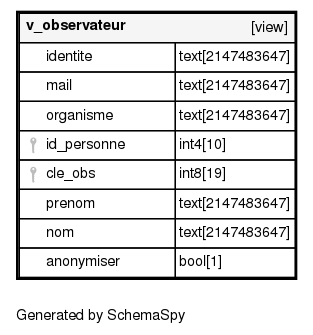 v_observateur [view]
identite text[2147483647]
mail text[2147483647]
organisme text[2147483647]
id_personne int4[10]
cle_obs int8[19]
prenom text[2147483647]
nom text[2147483647]
anonymiser bool[1]
Generated by SchemaSpy